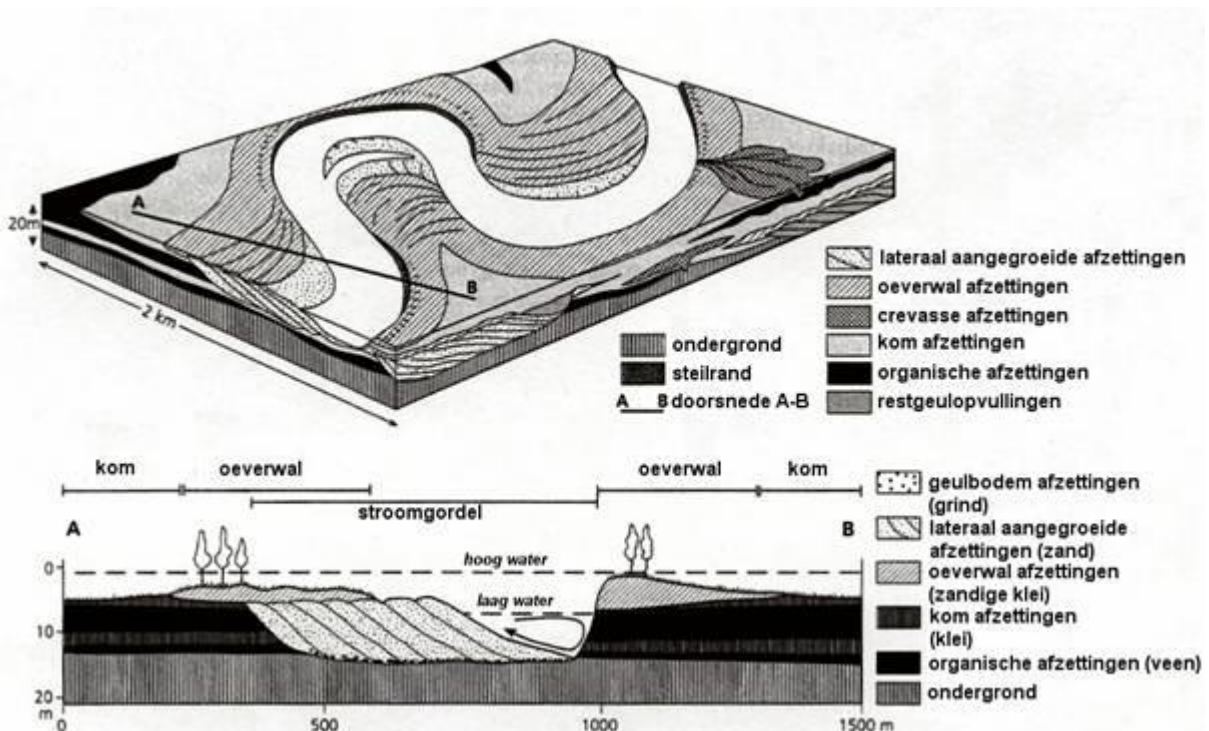 A
B
20m
2 km
ondergrond
steilrand
A B doorsnede A-B
lateraal aangegroeide afzettingen
oeverwal afzettingen
crevasse afzettingen
kom afzettingen
organische afzettingen
restgeulopvullingen
kom
oeverwal
oeverwal
kom
stroomgordel
A
B
hoog water
laag water
0
10
20
m
0
500
1000
1500 m
geulbodem afzettingen
(grind)
lateraal aangegroeide
afzettingen (zand)
oeverwal afzettingen
(zandige klei)
kom afzettingen
(klei)
organische afzettingen (veen)
ondergrond